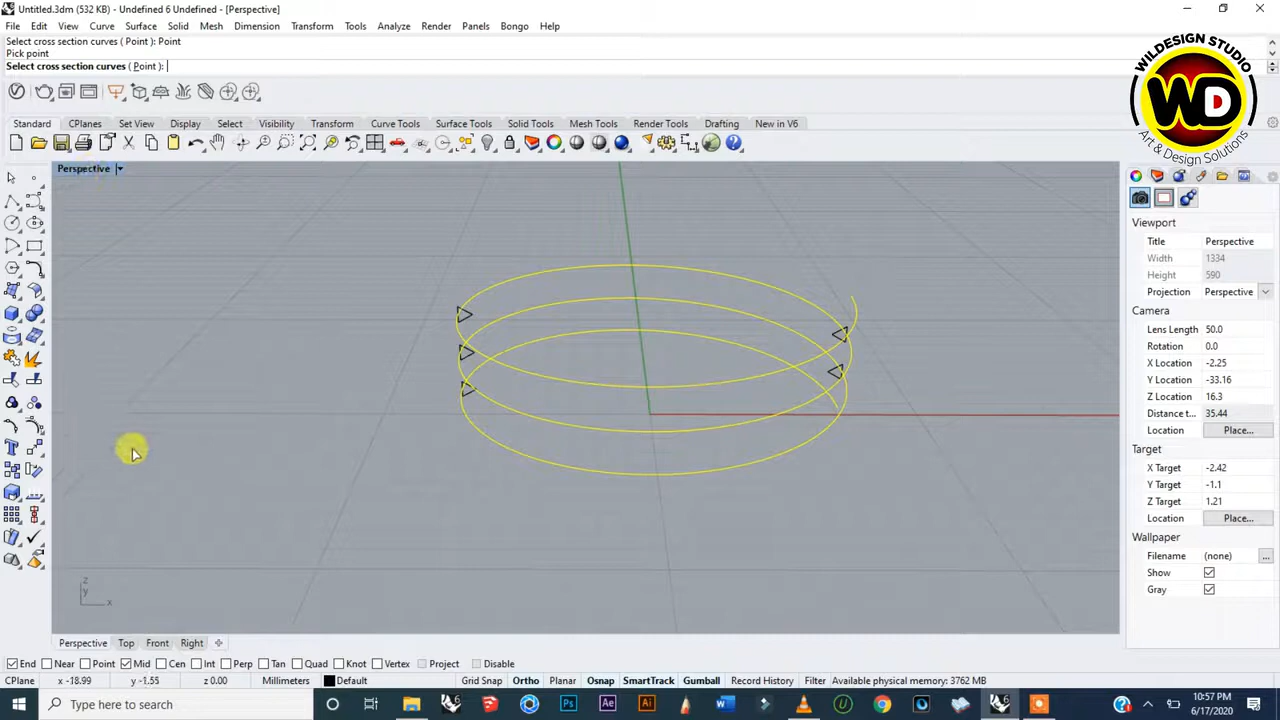 Untitled.3dm (532 KB) - Undefined 6 Undefined - [Perspective]
File Edit View Curve Surface Solid Mesh Dimension Transform Tools Analyze Render Panels Bongo Help
Select cross section curves ( Point ): Point
Pick point
Select cross section curves ( Point ):
WILDESIGN STUDIO
WD
Art & Design Solutions
Standard CPlanes Set View Display Select Visibility Transform Curve Tools Surface Tools Solid Tools Mesh Tools Render Tools Drafting New in V6
Perspective
Viewport
Title Perspective
Width 1334
Height 590
Projection Perspective
Camera
Lens Length 50.0
Rotation 0.0
X Location -2.25
Y Location -33.16
Z Location 16.3
Distance t... 35.44
Location Place...
Target
X Target -2.42
Y Target -1.1
Z Target 1.21
Location Place...
Wallpaper
Filename (none) ...
Show
Gray
z
y
x
Perspective Top Front Right
End Near Point Mid Cen Int Perp Tan Quad Knot Vertex Project Disable
CPlane x -18.99 y -1.55 z 0.00 Millimeters Default Grid Snap Ortho Planar Osnap SmartTrack Gumball Record History Filter Available physical memory: 3762 MB
Type here to search
10:57 PM
6/17/2020